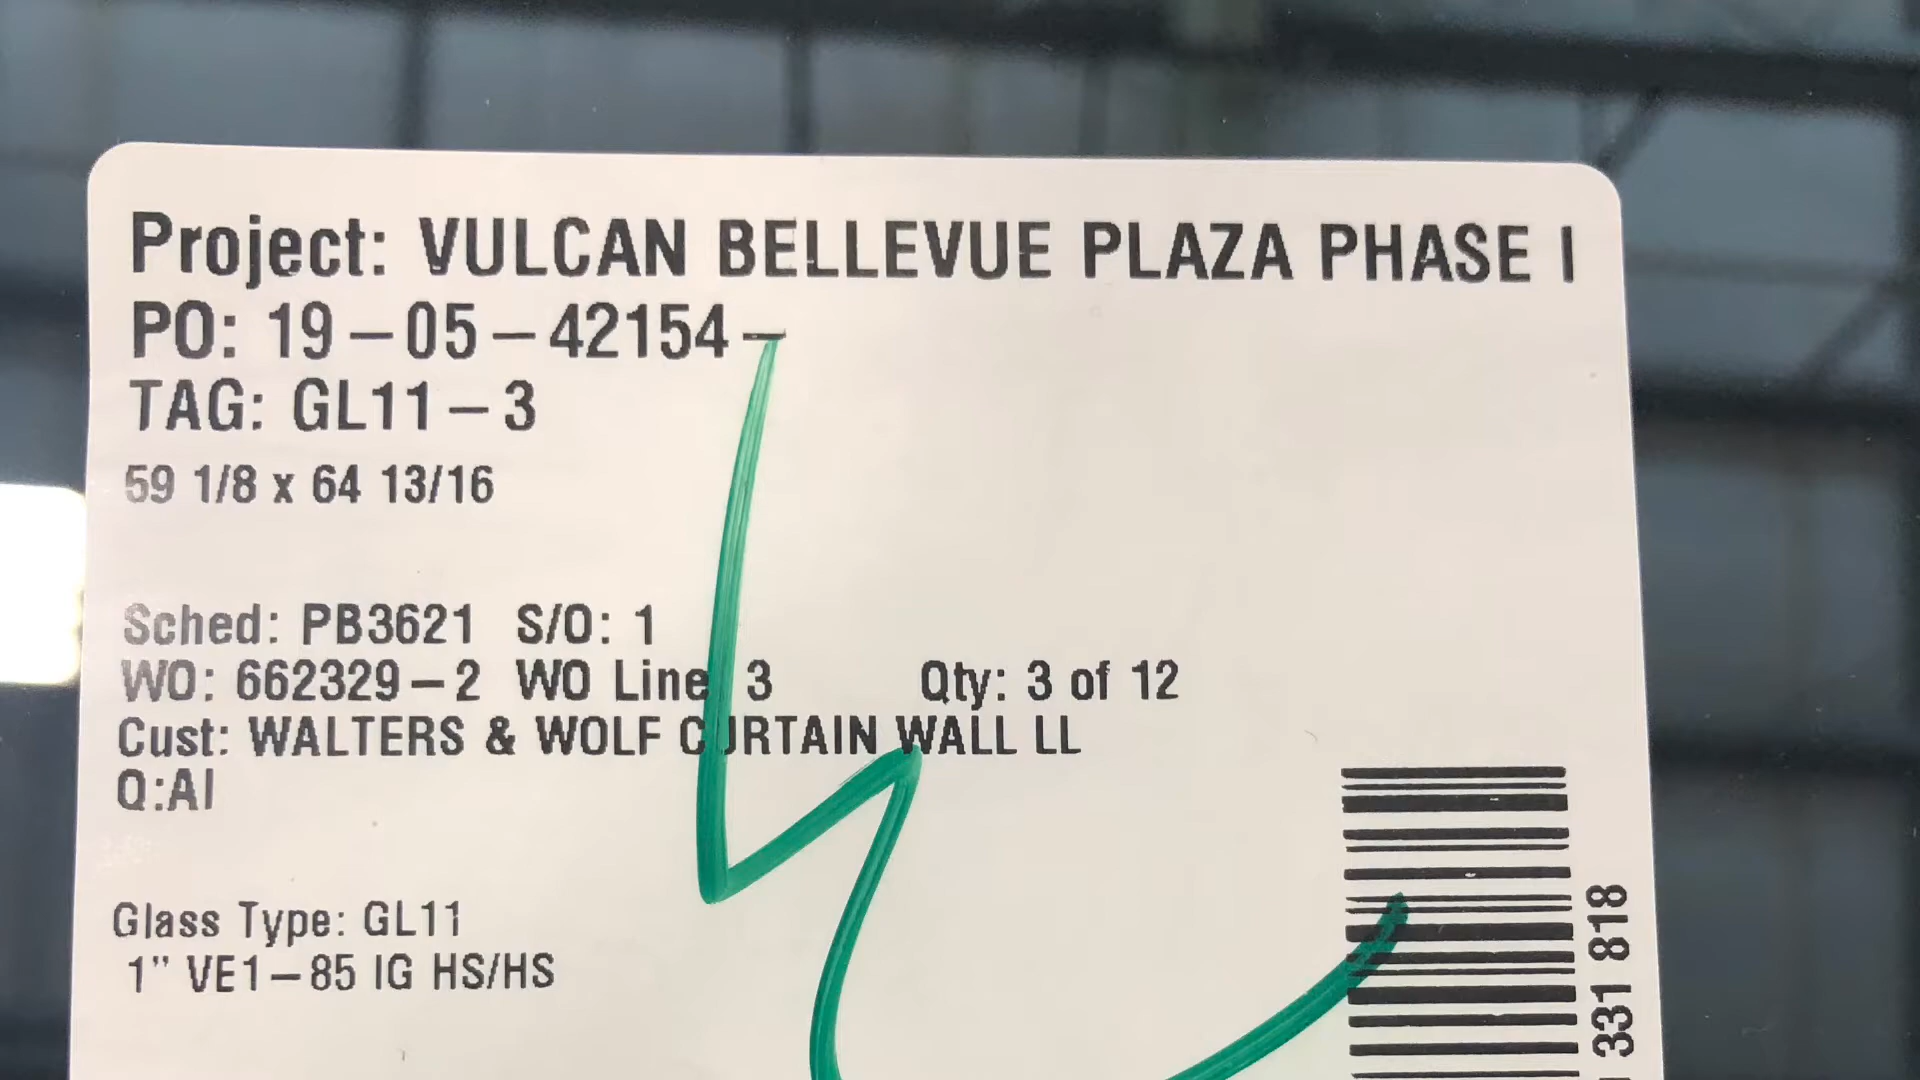 Project: VULCAN BELLEVUE PLAZA PHASE I
PO: 19-05-42154-
TAG: GL11-3
59 1/8 x 64 13/16
Sched: PB3621 S/O: 1
WO: 662329-2 WO Line 3 Qty: 3 of 12
Cust: WALTERS & WOLF CURTAIN WALL LL
Q:AI
Glass Type: GL11
1" VE1-85 IG HS/HS
331 818